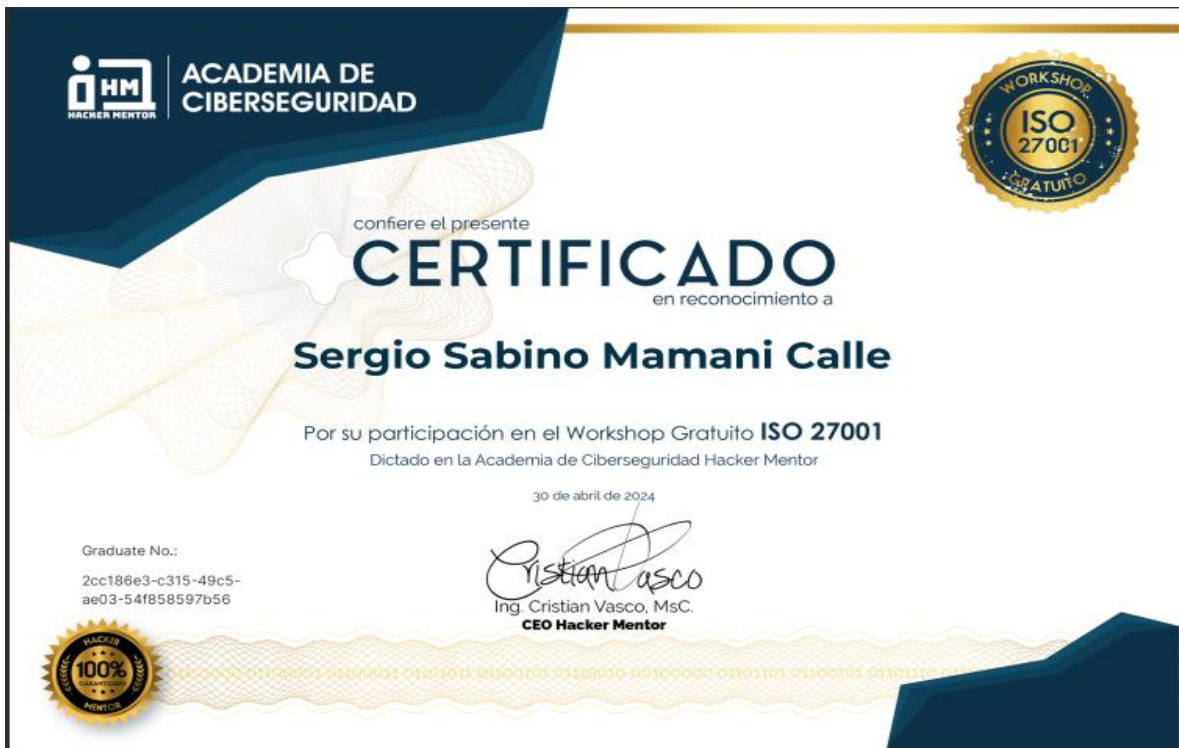 HM
HACKER MENTOR
ACADEMIA DE
CIBERSEGURIDAD
WORKSHOP
ISO
27001
GRATUITO
confiere el presente
CERTIFICADO
en reconocimiento a
Sergio Sabino Mamani Calle
Por su participación en el Workshop Gratuito ISO 27001
Dictado en la Academia de Ciberseguridad Hacker Mentor
30 de abril de 2024
Cristian Vasco
Ing. Cristian Vasco, MsC.
CEO Hacker Mentor
Graduate No.:
2cc186e3-c315-49c5-
ae03-54f858597b56
HACKER
100%
GARANTIZADO
MENTOR